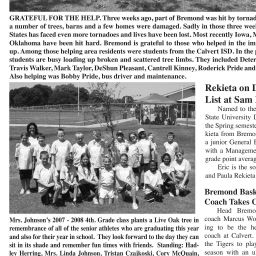 GRATEFUL FOR THE HELP. Three weeks ago, part of Bremond was hit by tornad
a number of trees, barns and a few homes were damaged. Sadly in those three week
States has faced even more tornadoes and lives have been lost. Most recently Iowa, M
Oklahoma have been hit hard. Bremond is grateful to those who helped in the im
up. Among those helping area residents were students from the Calvert ISD. In the p
students are busy loading up broken and scattered tree limbs. They included Deter
Travis Walker, Mark Taylor, DeShun Pleasant, Cantrell Kinney, Roderick Pride and
Also helping was Bobby Pride, bus driver and maintenance.
Rekieta on D
List at Sam
Named to the
State University D
the Spring semeste
kieta from Bremo
a junior General B
with a Manageme
grade point averag
Eric is the so
and Paula Rekieta
Bremond Bask
Coach Takes C
Head Bremo
coach Marcus Wo
ing to be the he
coach at Calvert.
the Tigers to play
season with an u
Mrs. Johnson's 2007 - 2008 4th. Grade class plants a Live Oak tree in
remembrance of all of the senior athletes who are graduating this year
and also for their year in school. They look forward to the day they can
sit in its shade and remember fun times with friends. Standing: Had-
ley Herring, Mrs. Linda Johnson, Tristan Czajkoski, Cory McQuain,